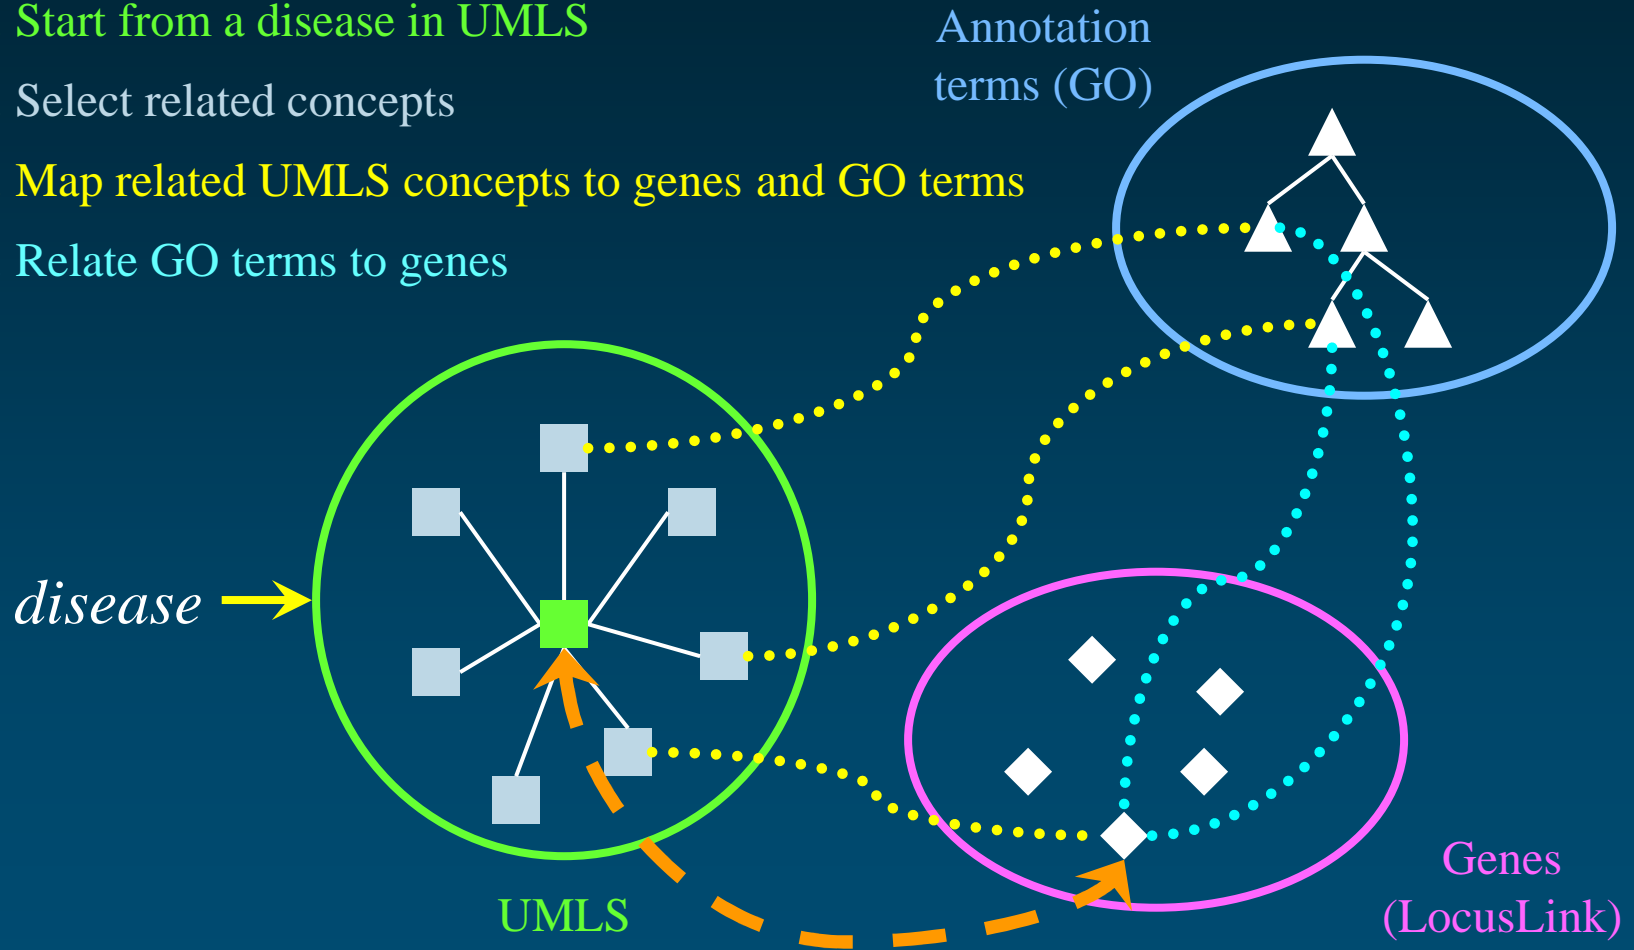 Start from a disease in UMLS
Select related concepts
Map related UMLS concepts to genes and GO terms
Relate GO terms to genes
Annotation
terms (GO)
disease
UMLS
Genes
(LocusLink)